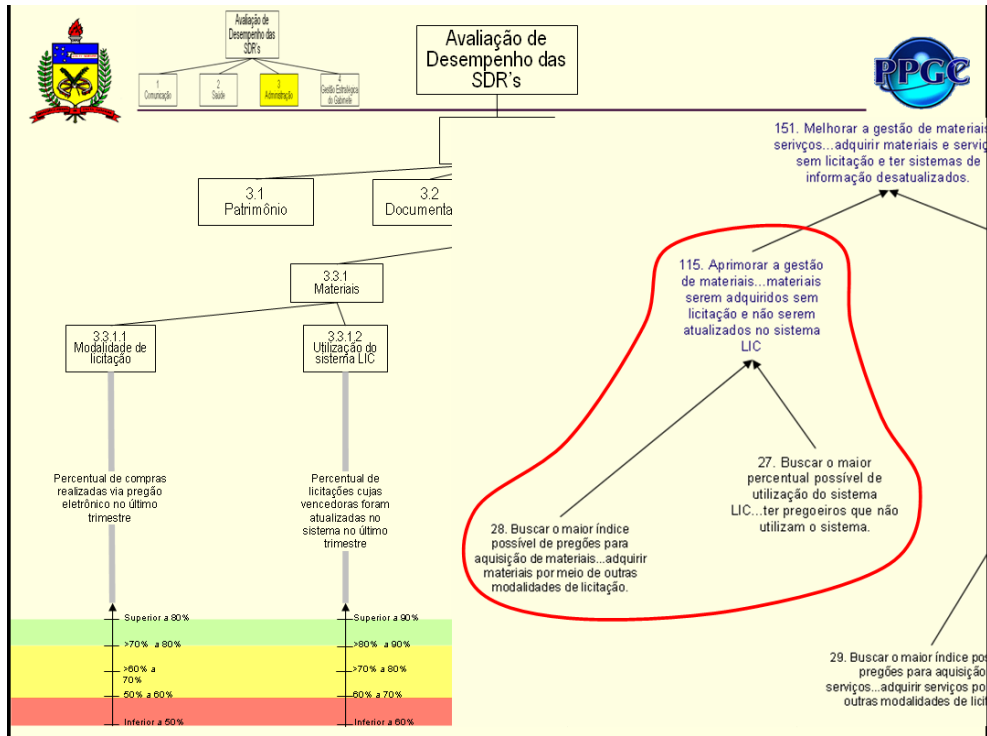 Avaliação de
Desempenho das
SDR's
1
Comunicação
2
Saúde
3
Administração
4
Gestão Estratégica
do Gabinete
Avaliação de
Desempenho das
SDR's
PPGC
3.1
Patrimônio
3.2
Documenta
3.3.1
Materiais
3.3.1.1
Modalidade de
licitação
3.3.1.2
Utilização do
sistema LIC
Percentual de compras
realizadas via pregão
eletrônico no último
trimestre
Percentual de
licitações cujas
vencedoras foram
atualizadas no
sistema no último
trimestre
Superior a 80%
>70% a 80%
>60% a
70%
50% a 60%
Inferior a 50%
Superior a 90%
>80% a 90%
>70% a 80%
60% a 70%
Inferior a 60%
151. Melhorar a gestão de materiais
serivços...adquirir materiais e serviç
sem licitação e ter sistemas de
informação desatualizados.
115. Aprimorar a gestão
de materiais...materiais
serem adquiridos sem
licitação e não serem
atualizados no sistema
LIC
27. Buscar o maior
percentual possível de
utilização do sistema
LIC...ter pregoeiros que não
utilizam o sistema.
28. Buscar o maior índice
possível de pregões para
aquisição de materiais...adquirir
materiais por meio de outras
modalidades de licitação.
29. Buscar o maior índice pos
pregões para aquisição
serviços...adquirir serviços po
outras modalidades de licit